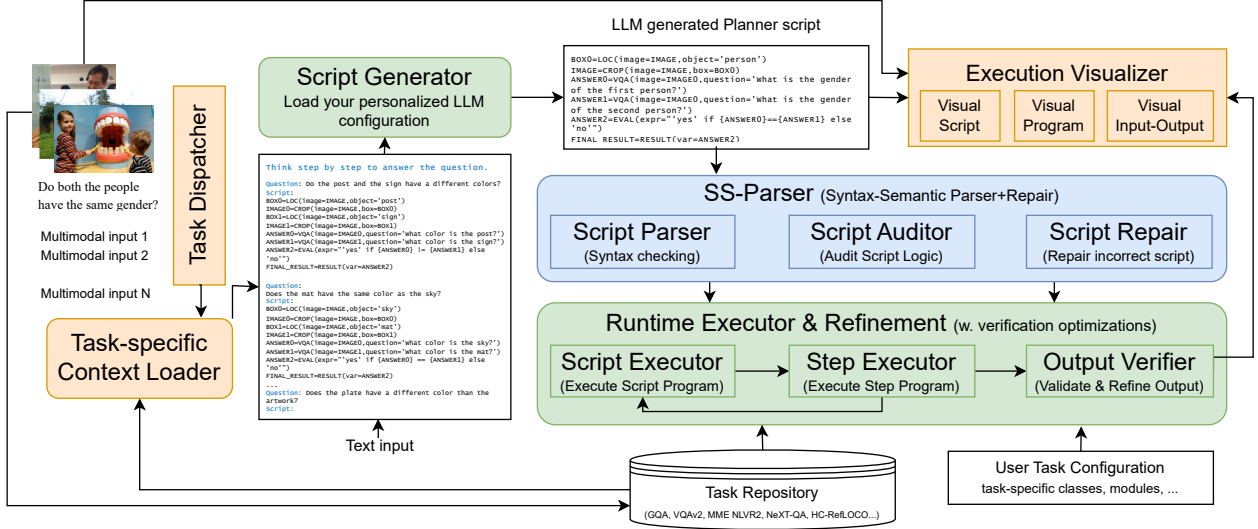 LLM generated Planner script
Script Generator
Load your personalized LLM
configuration
BOX0=LOC(image=IMAGE,object='person')
IMAGE=CROP(image=IMAGE,box=BOX0)
ANSWER0=VQA(image=IMAGE0,question='What is the gender
of the first person?')
ANSWER1=VQA(image=IMAGE0,question='What is the gender
of the second person?')
ANSWER2=EVAL(expr="'yes' if {ANSWER0}=={ANSWER1} else
'no'")
FINAL_RESULT=RESULT(var=ANSWER2)
Execution Visualizer
Visual
Script
Visual
Program
Visual
Input-Output
Do both the people
have the same gender?
Multimodal input 1
Multimodal input 2
Multimodal input N
Task Dispatcher
Task-specific
Context Loader
Think step by step to answer the question.
Question: Do the post and the sign have a different colors?
Script:
BOX0=LOC(image=IMAGE,object='post')
IMAGE0=CROP(image=IMAGE,box=BOX0)
BOX1=LOC(image=IMAGE,object='sign')
IMAGE1=CROP(image=IMAGE,box=BOX1)
ANSWER0=VQA(image=IMAGE0,question='What color is the post?')
ANSWER1=VQA(image=IMAGE1,question='What color is the sign?')
ANSWER2=EVAL(expr="'yes' if {ANSWER0} != {ANSWER1} else
'no'")
FINAL_RESULT=RESULT(var=ANSWER2)
Question:
Does the mat have the same color as the sky?
Script:
BOX0=LOC(image=IMAGE,object='sky')
IMAGE0=CROP(image=IMAGE,box=BOX0)
BOX1=LOC(image=IMAGE,object='mat')
IMAGE1=CROP(image=IMAGE,box=BOX1)
ANSWER0=VQA(image=IMAGE0,question='What color is the sky?')
ANSWER1=VQA(image=IMAGE1,question='What color is the mat?')
ANSWER2=EVAL(expr="'yes' if {ANSWER0} == {ANSWER1} else
'no'")
FINAL_RESULT=RESULT(var=ANSWER2)
...
Question: Does the plate have a different color than the
artwork?
Script:
Text input
SS-Parser (Syntax-Semantic Parser+Repair)
Script Parser
(Syntax checking)
Script Auditor
(Audit Script Logic)
Script Repair
(Repair incorrect script)
Runtime Executor & Refinement (w. verification optimizations)
Script Executor
(Execute Script Program)
Step Executor
(Execute Step Program)
Output Verifier
(Validate & Refine Output)
Task Repository
(GQA, VQAv2, MME NLVR2, NeXT-QA, HC-RefLOCO...)
User Task Configuration
task-specific classes, modules, ...